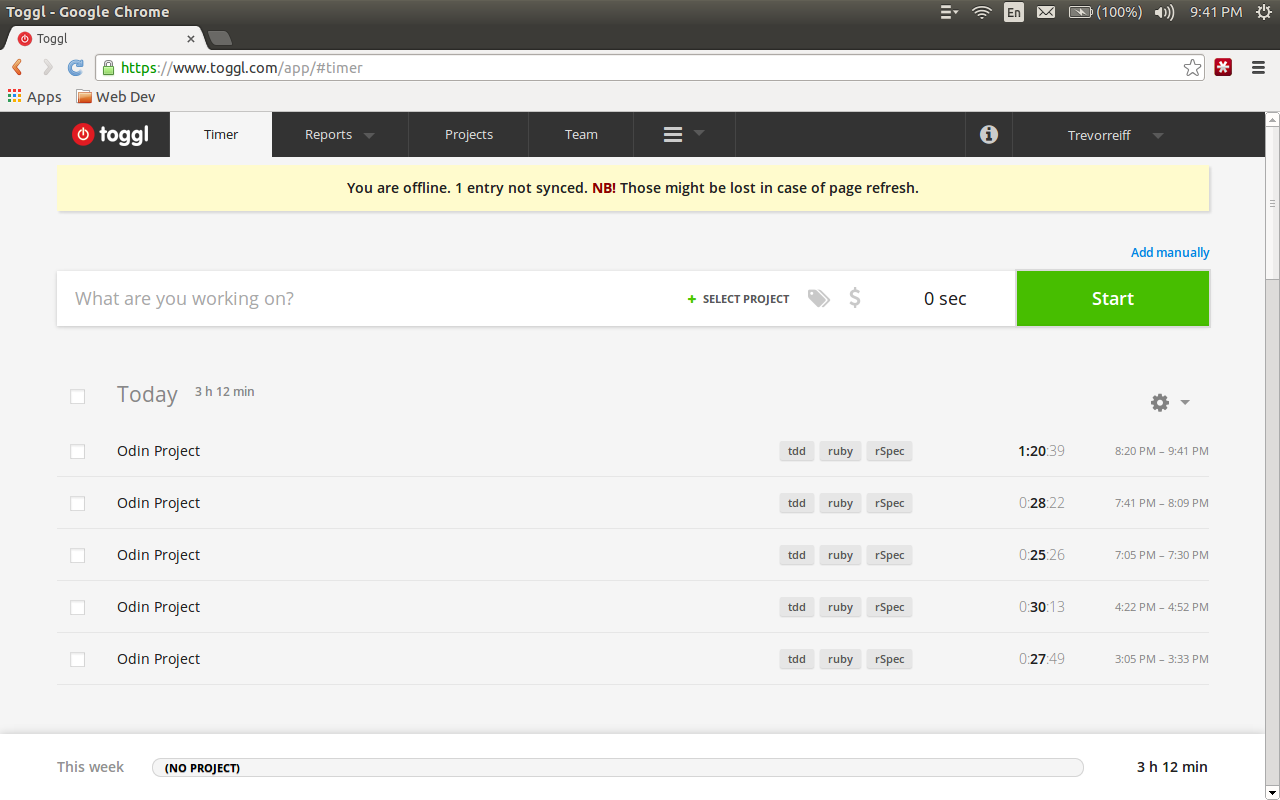 Toggl - Google Chrome En (100%) 9:41 PM
Toggl
https://www.toggl.com/app/#timer
Apps Web Dev
toggl Timer Reports Projects Team Trevorreiff
You are offline. 1 entry not synced. NB! Those might be lost in case of page refresh.
Add manually
What are you working on? + SELECT PROJECT $ 0 sec Start
Today 3 h 12 min
Odin Project tdd ruby rSpec 1:20:39 8:20 PM – 9:41 PM
Odin Project tdd ruby rSpec 0:28:22 7:41 PM – 8:09 PM
Odin Project tdd ruby rSpec 0:25:26 7:05 PM – 7:30 PM
Odin Project tdd ruby rSpec 0:30:13 4:22 PM – 4:52 PM
Odin Project tdd ruby rSpec 0:27:49 3:05 PM – 3:33 PM
This week (NO PROJECT) 3 h 12 min